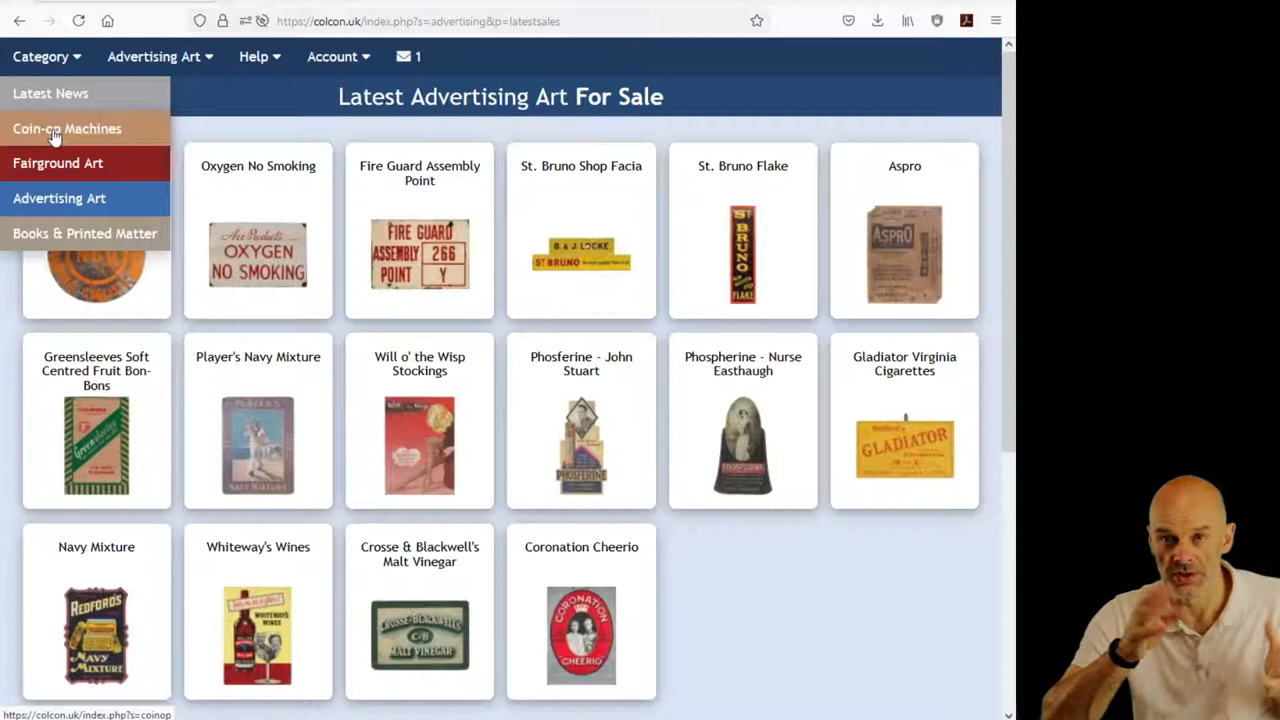 https://colcon.uk/index.php?s=advertising&p=latestsales
Category Advertising Art Help Account 1
Latest Advertising Art For Sale
Latest News
Coin-op Machines
Fairground Art
Advertising Art
Books & Printed Matter
Oxygen No Smoking
OXYGEN
NO SMOKING
Fire Guard Assembly
Point
FIRE GUARD
ASSEMBLY 266
POINT Y
St. Bruno Shop Facia
B. & J. LOCKE
ST BRUNO
St. Bruno Flake
ST
BRUNO
FLAKE
Aspro
ASPRO
Greensleeves Soft
Centred Fruit Bon-
Bons
Greensleeves
Player's Navy Mixture
PLAYER'S
NAVY MIXTURE
Will o' the Wisp
Stockings
Phosferine - John
Stuart
PHOSFERINE
Phospherine - Nurse
Easthaugh
PHOSFERINE
Gladiator Virginia
Cigarettes
GLADIATOR
Navy Mixture
REDFORD'S
NAVY
MIXTURE
Whiteway's Wines
WHITEWAY'S
WINES
Crosse & Blackwell's
Malt Vinegar
CROSSE & BLACKWELL'S
C&B
MALT VINEGAR
Coronation Cheerio
CORONATION
"CHEERIO"
https://colcon.uk/index.php?s=coinop